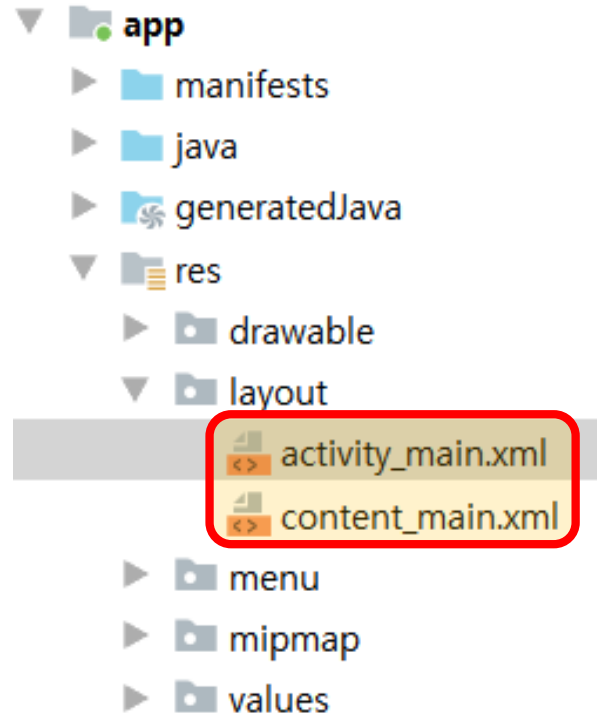 app
manifests
java
generatedJava
res
drawable
layout
activity_main.xml
content_main.xml
menu
mipmap
values